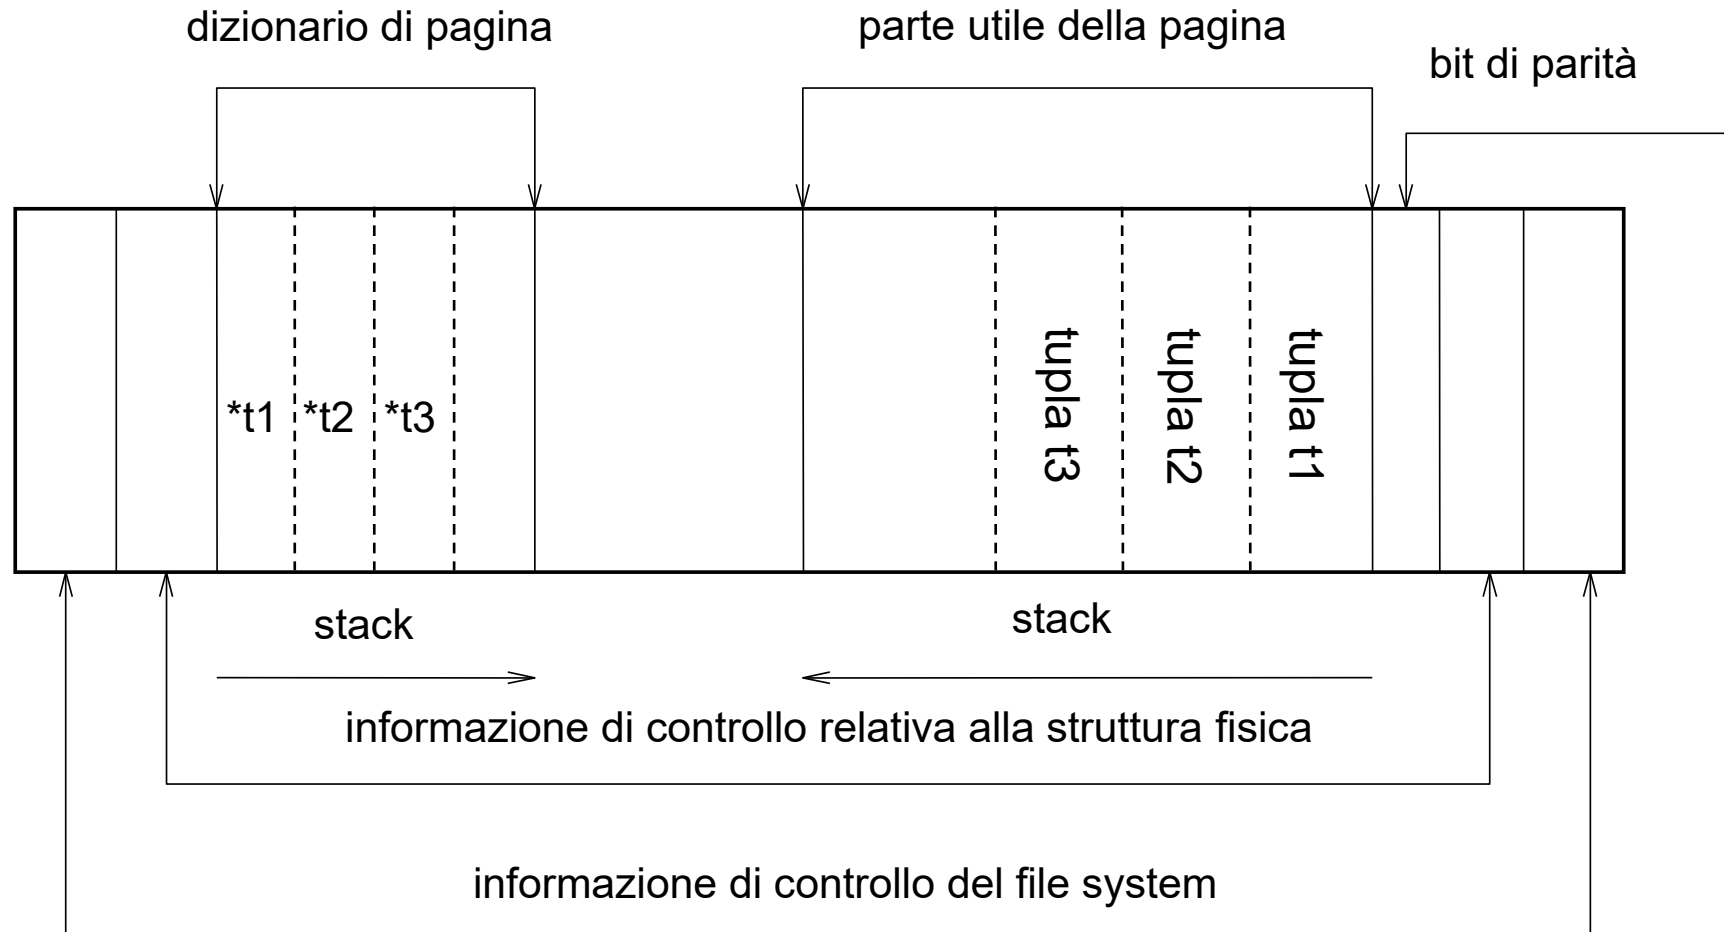 dizionario di pagina
parte utile della pagina
bit di parità
*t1
*t2
*t3
tupla t3
tupla t2
tupla t1
stack
stack
informazione di controllo relativa alla struttura fisica
informazione di controllo del file system